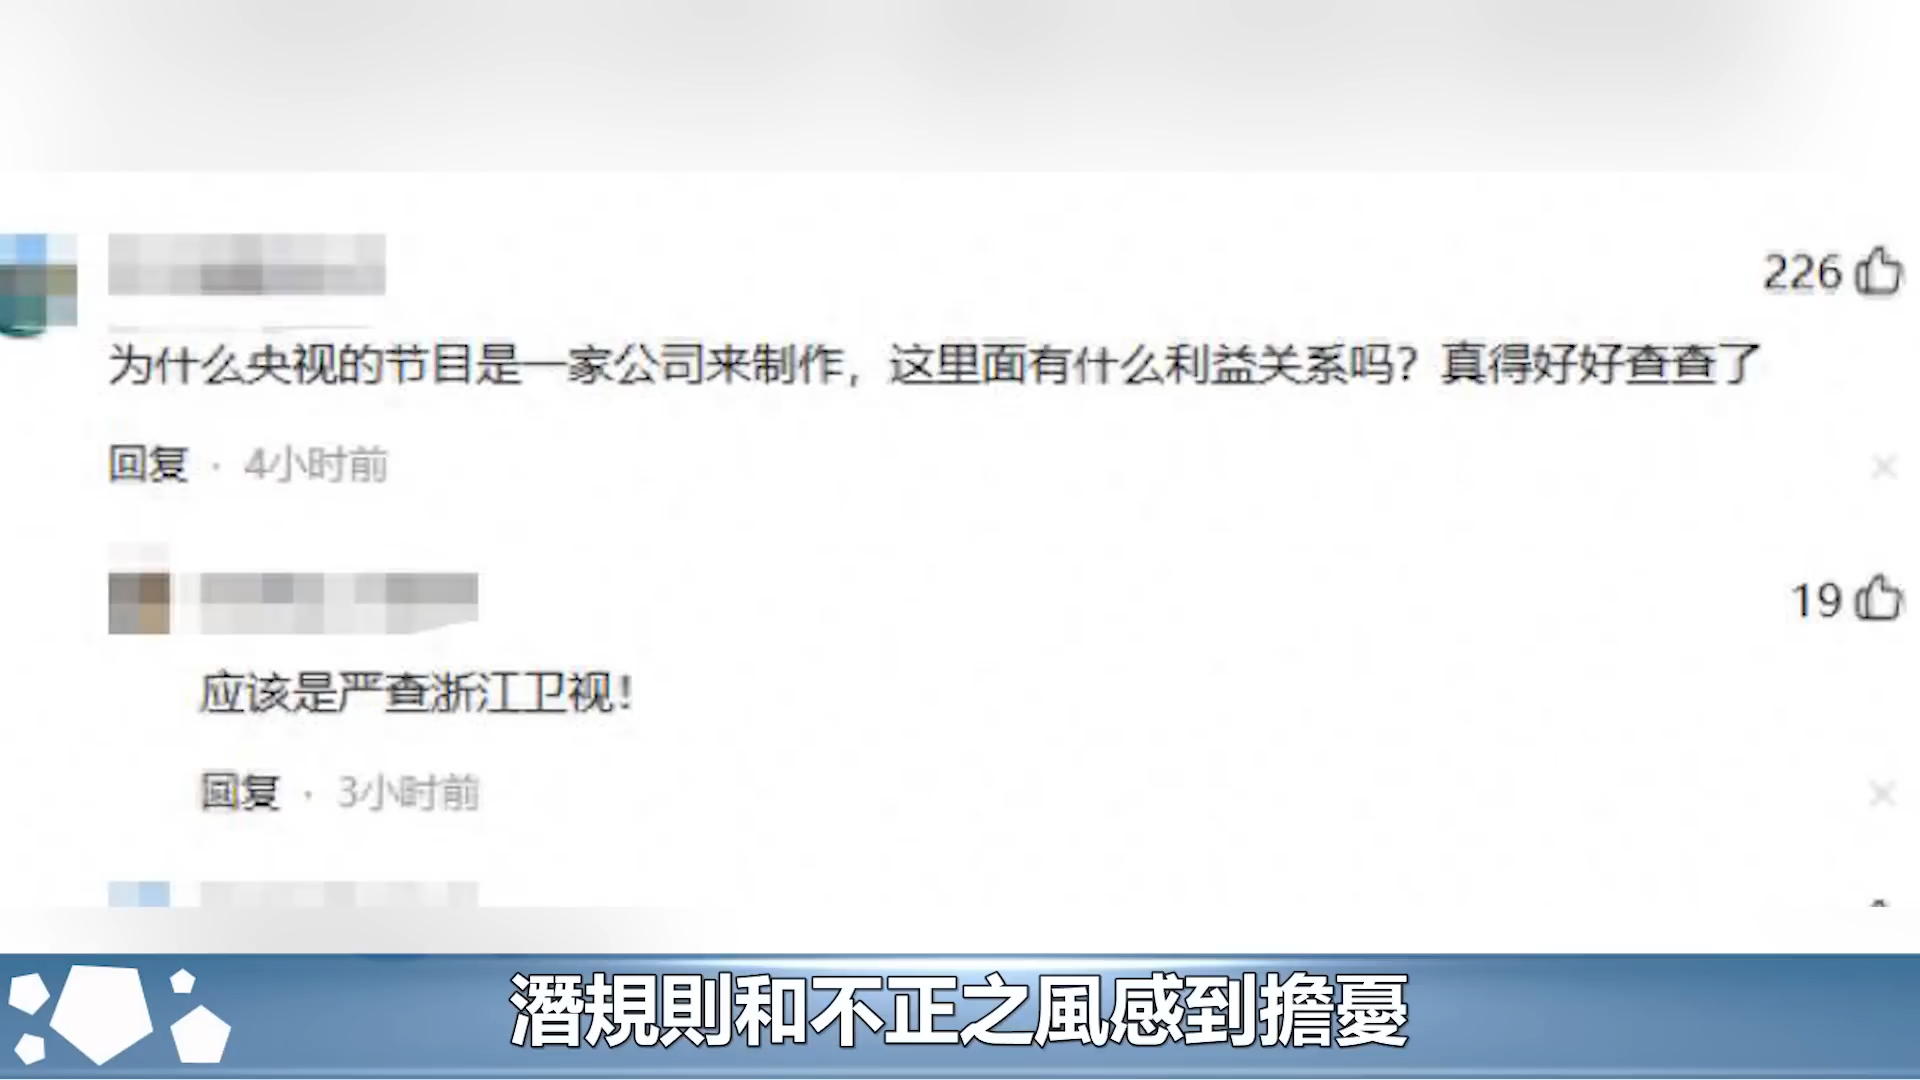 226
为什么央视的节目是一家公司来制作，这里面有什么利益关系吗？真得好好查查了
回复 · 4小时前
19
应该是严查浙江卫视！
回复 · 3小时前
潛規則和不正之風感到擔憂